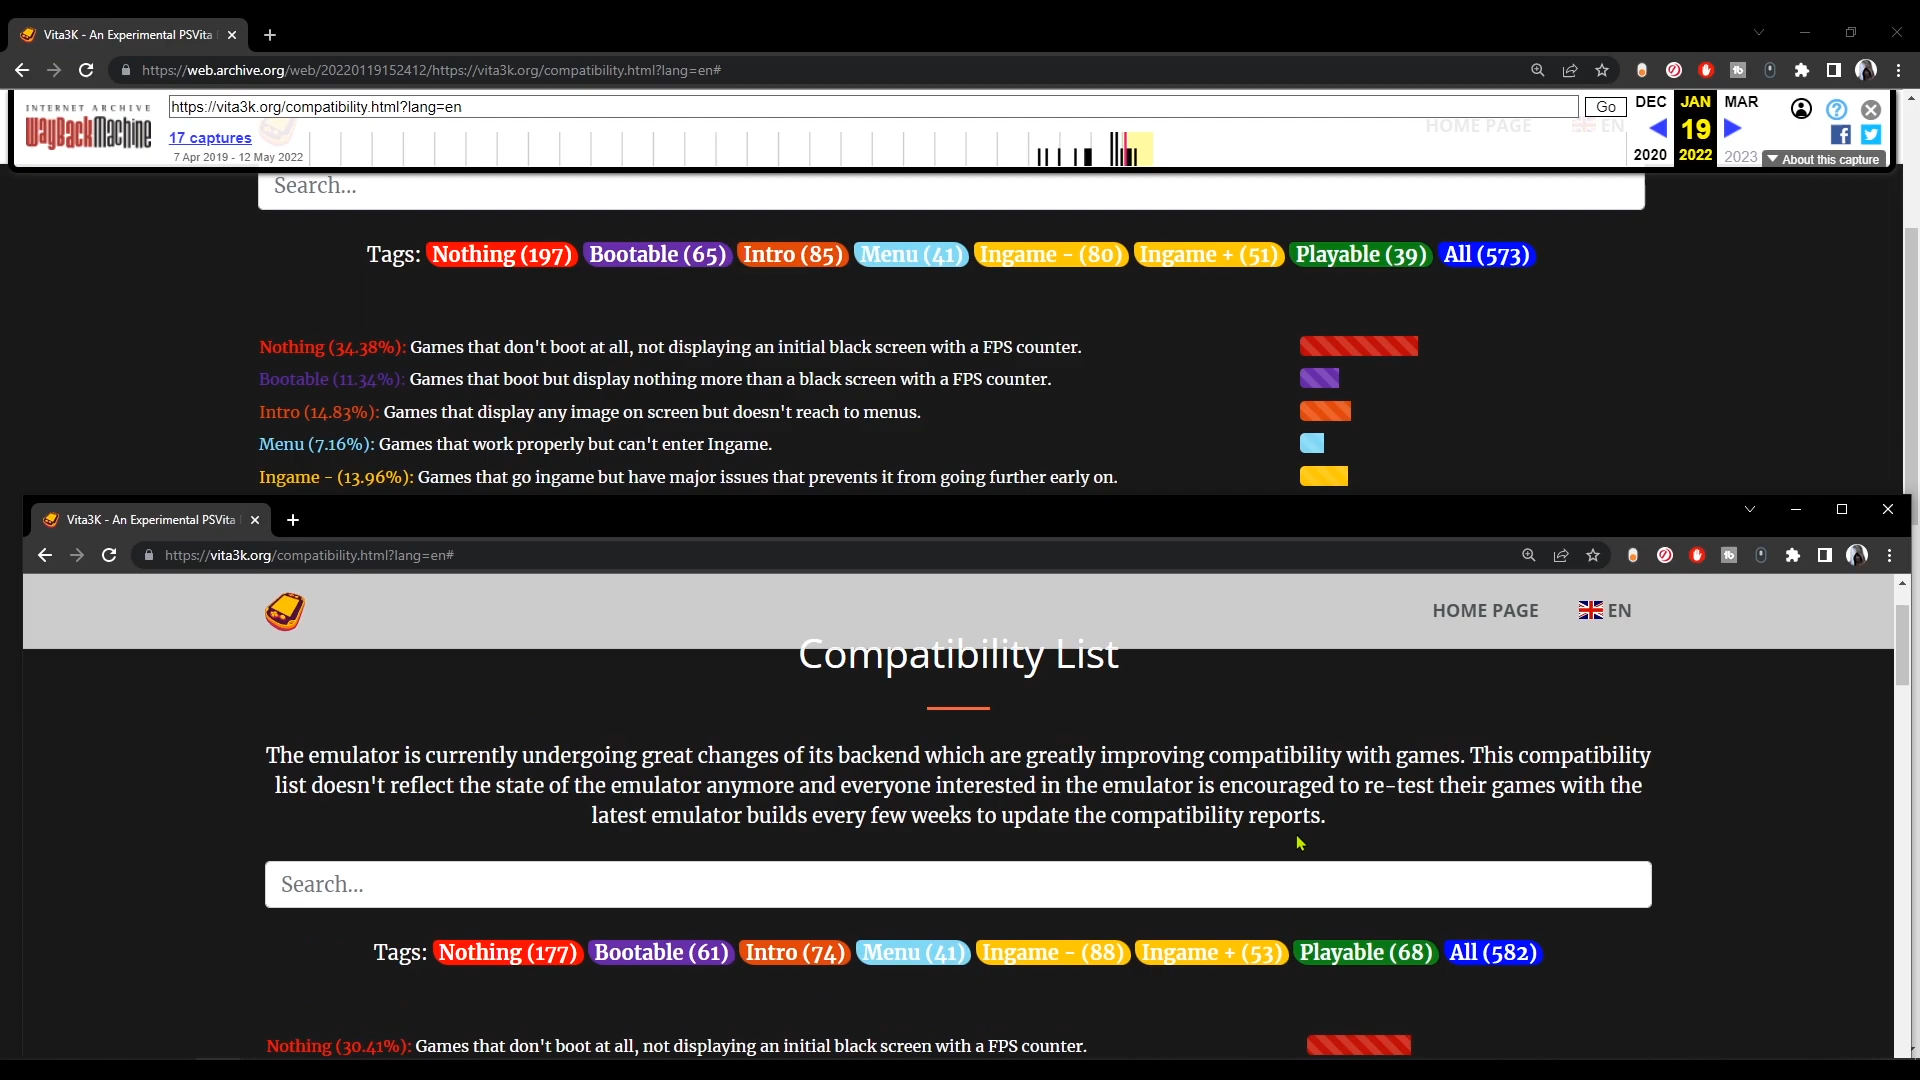 Vita3K - An Experimental PSVita
https://web.archive.org/web/20220119152412/https://vita3k.org/compatibility.html?lang=en#
INTERNET ARCHIVE
WayBackMachine
https://vita3k.org/compatibility.html?lang=en
Go
DEC JAN MAR
17 captures
7 Apr 2019 - 12 May 2022
HOME PAGE EN
19
2020 2022 2023
About this capture
Search...
Tags: Nothing (197) Bootable (65) Intro (85) Menu (41) Ingame - (80) Ingame + (51) Playable (39) All (573)
Nothing (34.38%): Games that don't boot at all, not displaying an initial black screen with a FPS counter.
Bootable (11.34%): Games that boot but display nothing more than a black screen with a FPS counter.
Intro (14.83%): Games that display any image on screen but doesn't reach to menus.
Menu (7.16%): Games that work properly but can't enter Ingame.
Ingame - (13.96%): Games that go ingame but have major issues that prevents it from going further early on.
Vita3K - An Experimental PSVita
https://vita3k.org/compatibility.html?lang=en#
HOME PAGE EN
Compatibility List
The emulator is currently undergoing great changes of its backend which are greatly improving compatibility with games. This compatibility
list doesn't reflect the state of the emulator anymore and everyone interested in the emulator is encouraged to re-test their games with the
latest emulator builds every few weeks to update the compatibility reports.
Search...
Tags: Nothing (177) Bootable (61) Intro (74) Menu (41) Ingame - (88) Ingame + (53) Playable (68) All (582)
Nothing (30.41%): Games that don't boot at all, not displaying an initial black screen with a FPS counter.